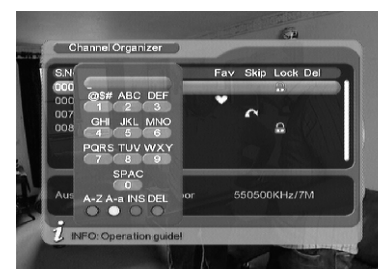 Channel Organizer
S.N Fav Skip Lock Del
000
000
007
008
@$# ABC DEF
1 2 3
GHI JKL MNO
4 5 6
PQRS TUV WXY
7 8 9
SPAC
0
A-Z A-a INS DEL
Aus oor 550500KHz/7M
i INFO: Operation guide!